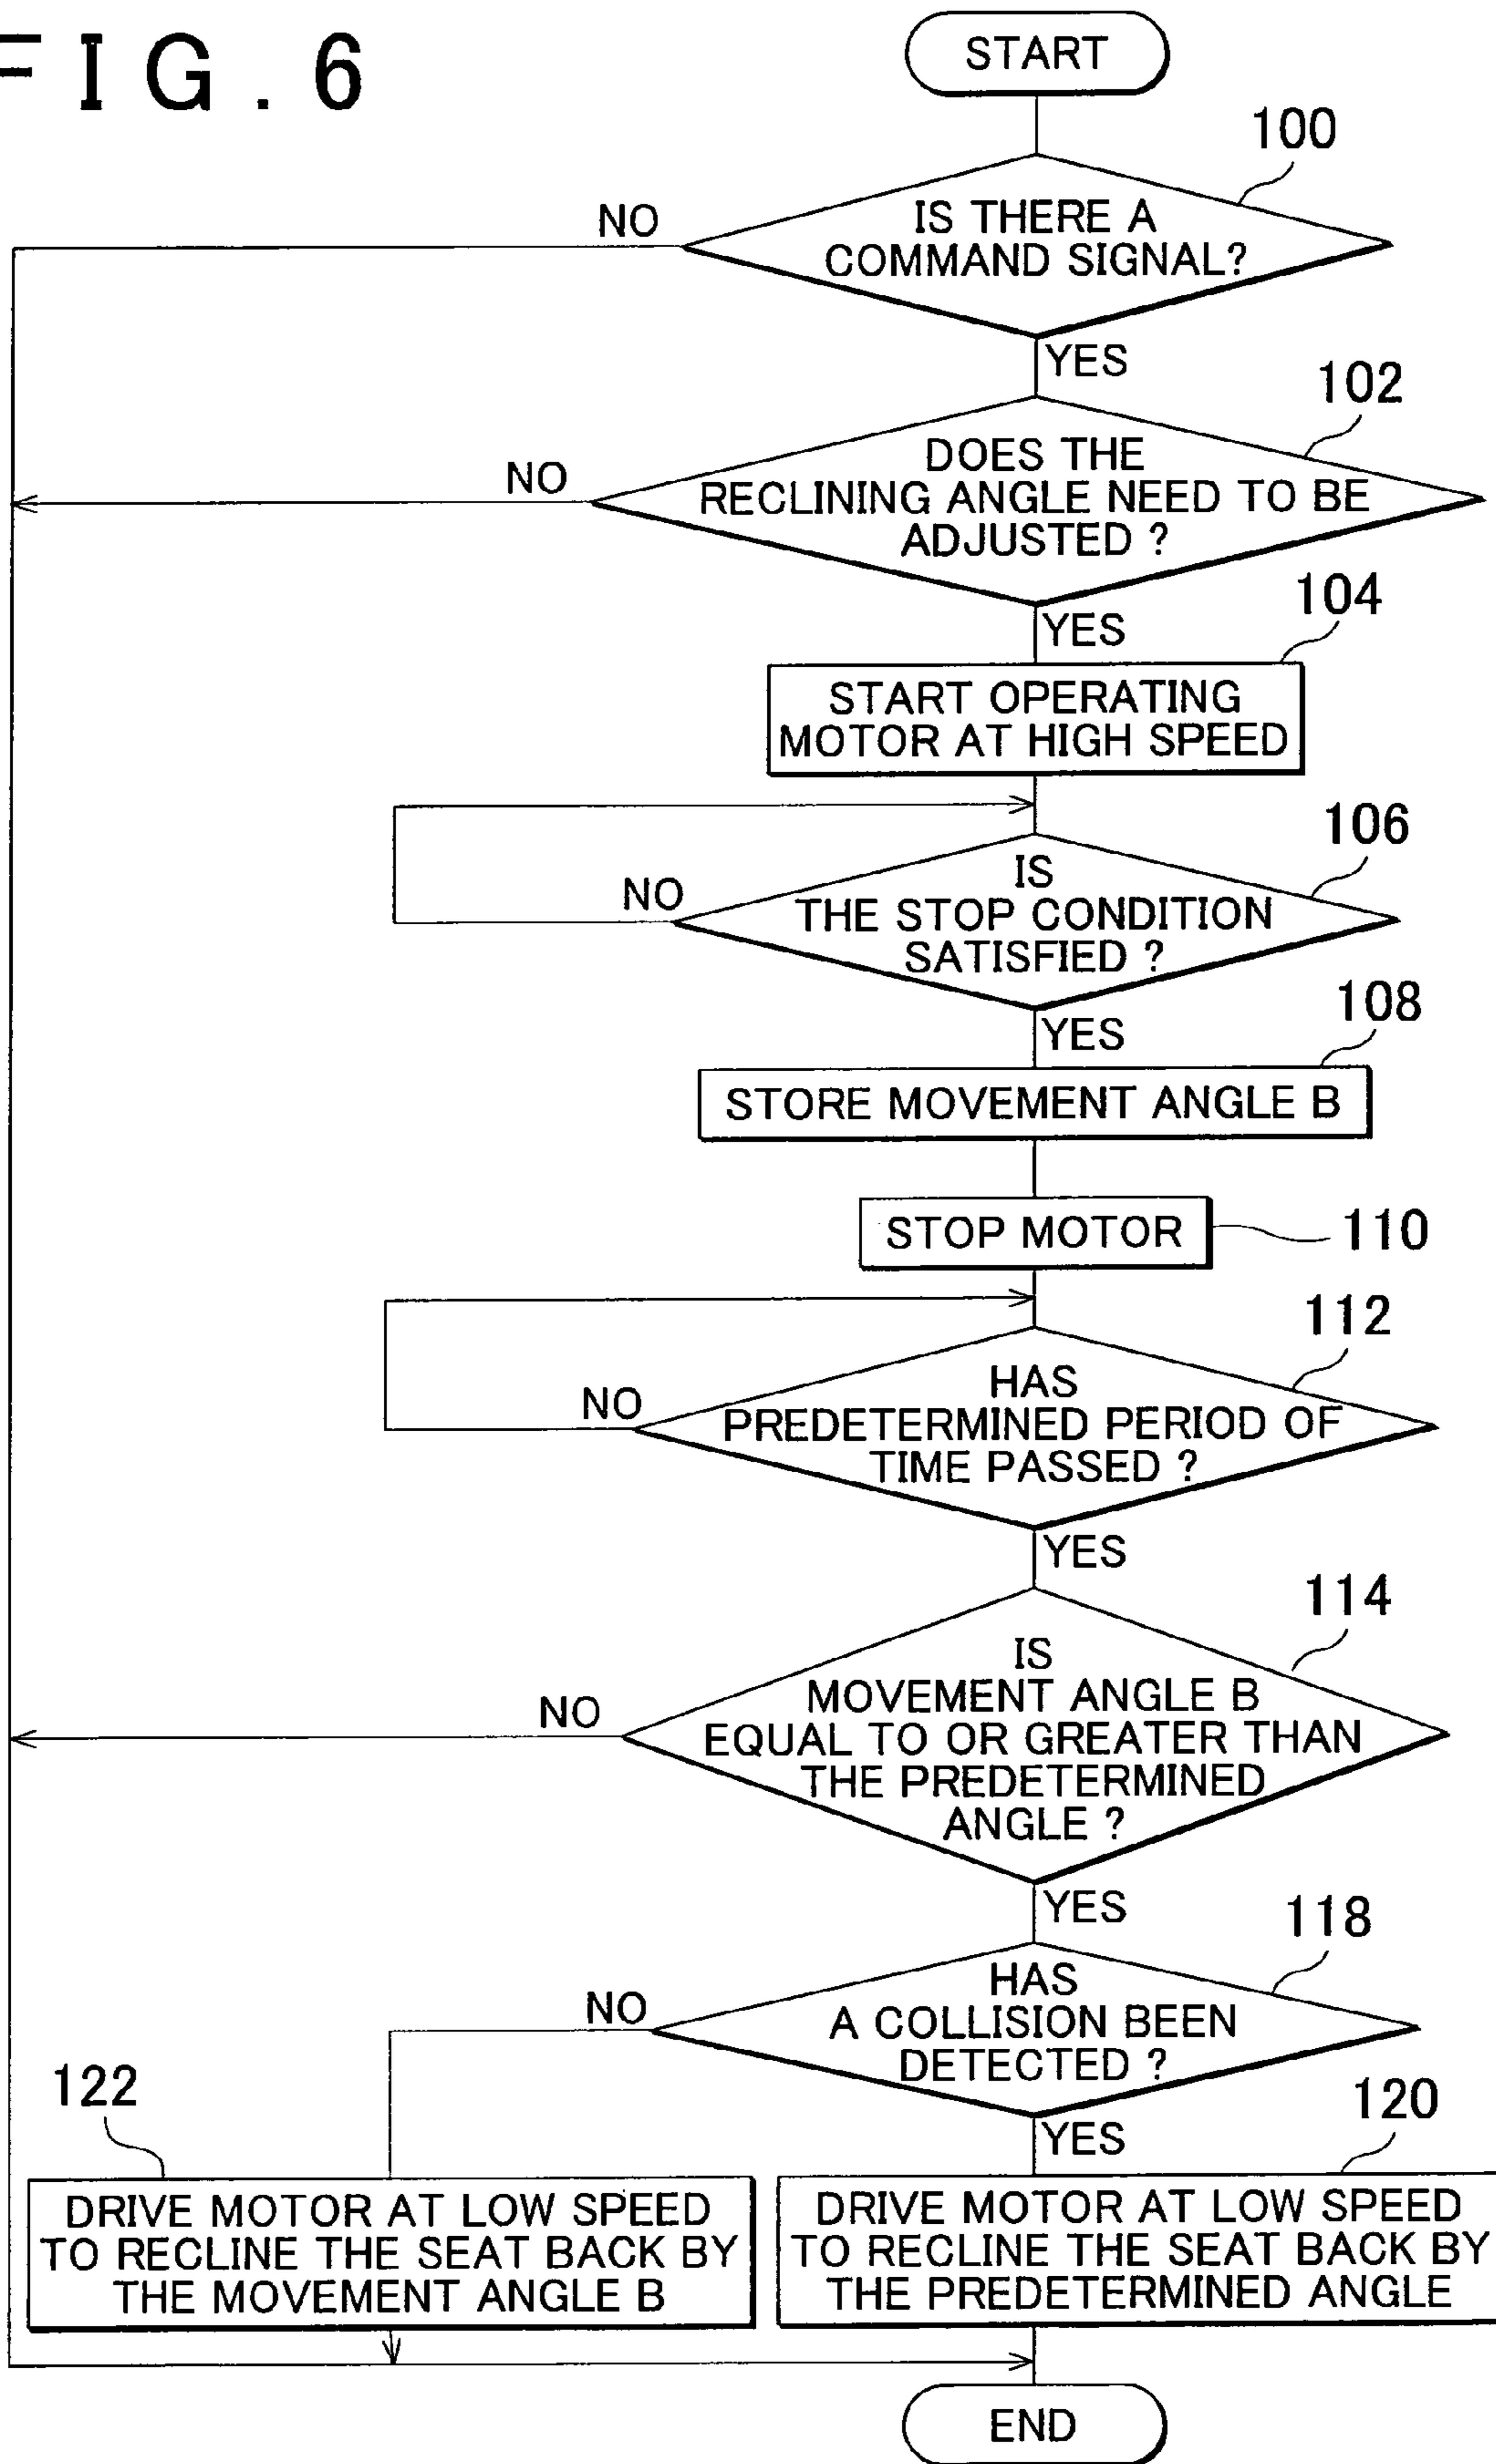 FIG. 6
START
100
IS THERE A
COMMAND SIGNAL?
NO
YES
102
DOES THE
RECLINING ANGLE NEED TO BE
ADJUSTED ?
NO
YES
104
START OPERATING
MOTOR AT HIGH SPEED
106
IS
THE STOP CONDITION
SATISFIED ?
NO
YES
108
STORE MOVEMENT ANGLE B
STOP MOTOR
110
112
HAS
PREDETERMINED PERIOD OF
TIME PASSED ?
NO
YES
114
IS
MOVEMENT ANGLE B
EQUAL TO OR GREATER THAN
THE PREDETERMINED
ANGLE ?
NO
YES
118
HAS
A COLLISION BEEN
DETECTED ?
NO
YES
122
DRIVE MOTOR AT LOW SPEED
TO RECLINE THE SEAT BACK BY
THE MOVEMENT ANGLE B
120
DRIVE MOTOR AT LOW SPEED
TO RECLINE THE SEAT BACK BY
THE PREDETERMINED ANGLE
END